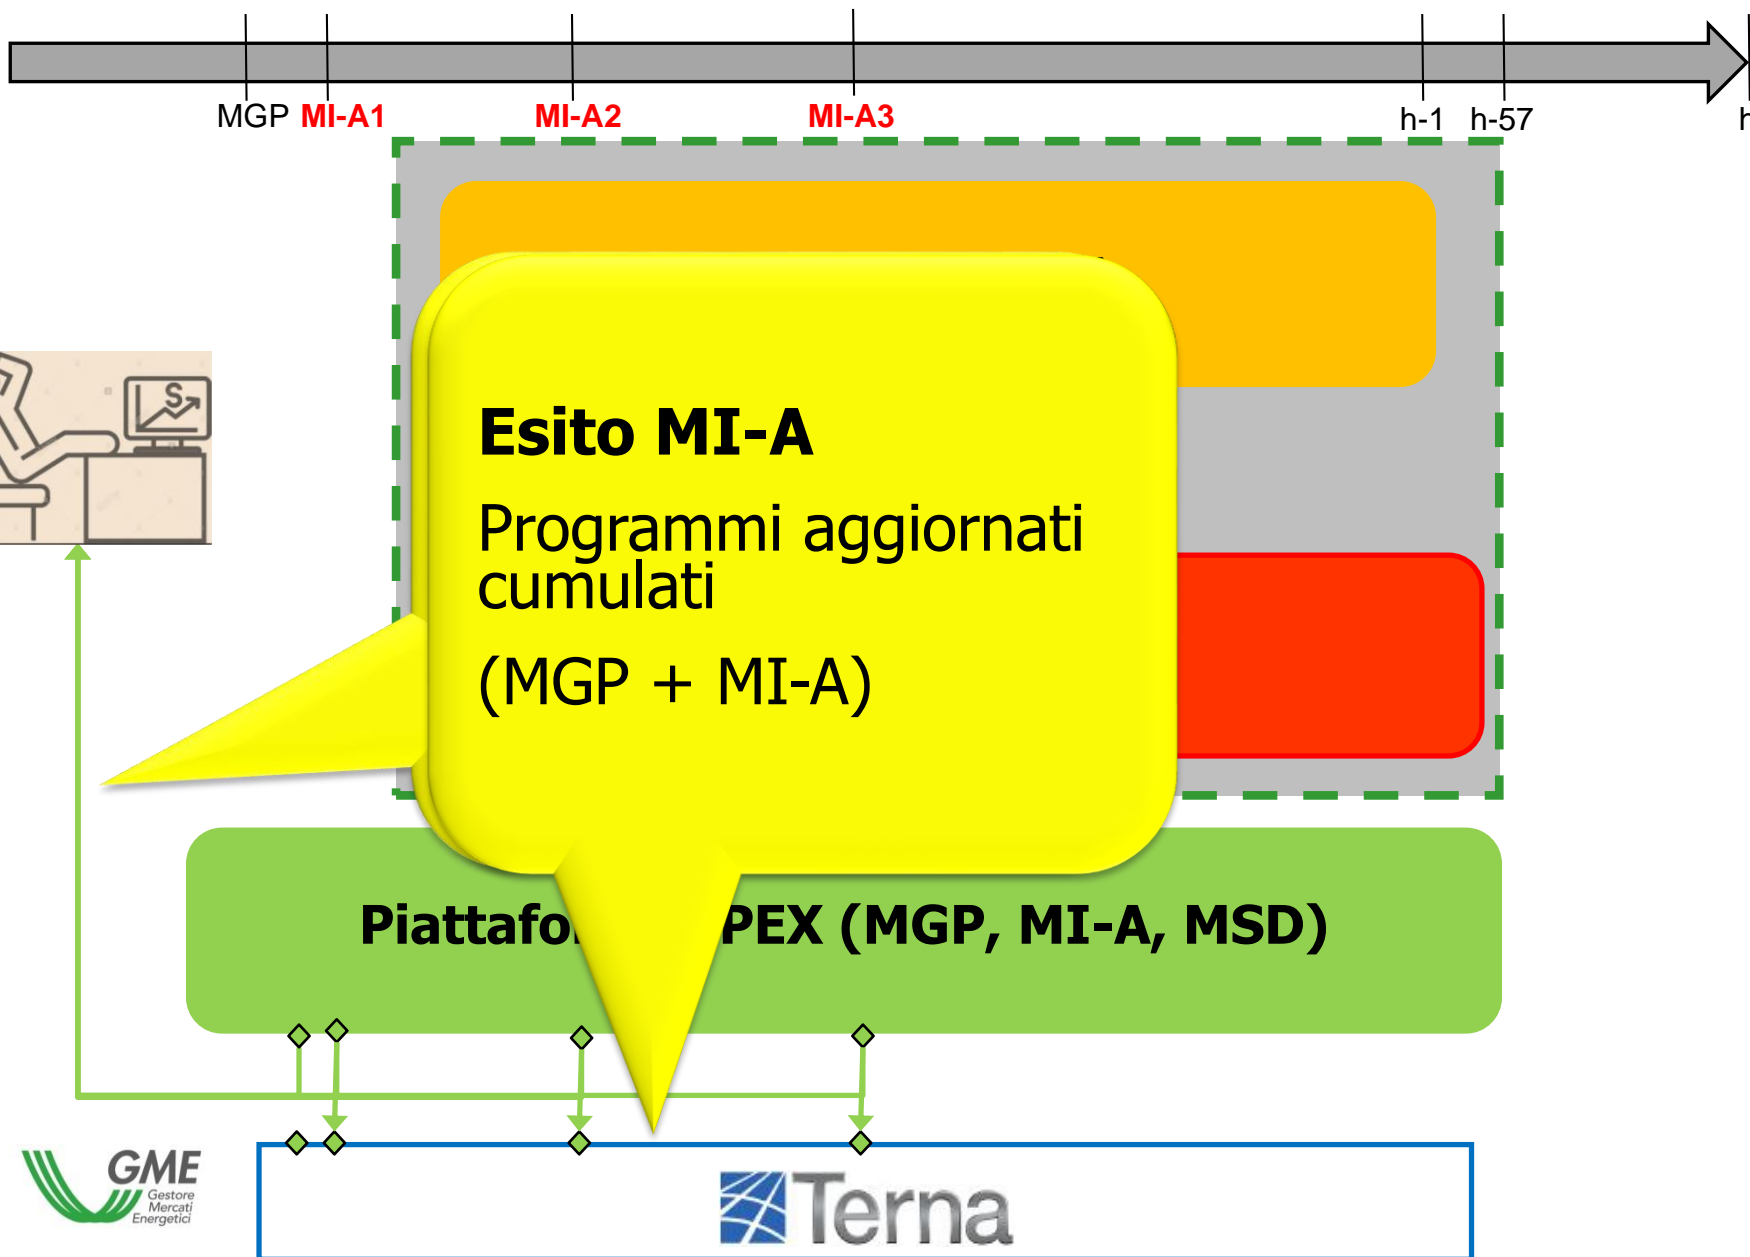 MGP MI-A1 MI-A2 MI-A3 h-1 h-57 h
Esito MI-A
Programmi aggiornati
cumulati
(MGP + MI-A)
Piattafo PEX (MGP, MI-A, MSD)
GME
Gestore
Mercati
Energetici
Terna